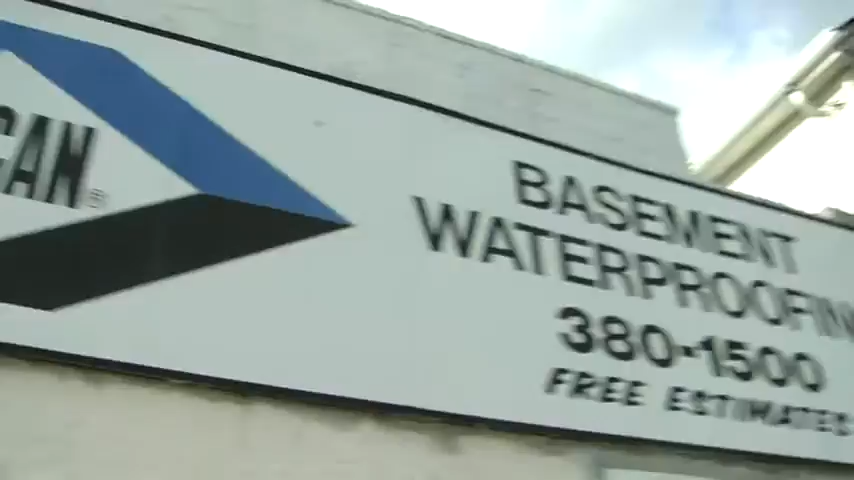 CAN®
BASEMENT
WATERPROOFIN
380-1500
FREE ESTIMATES